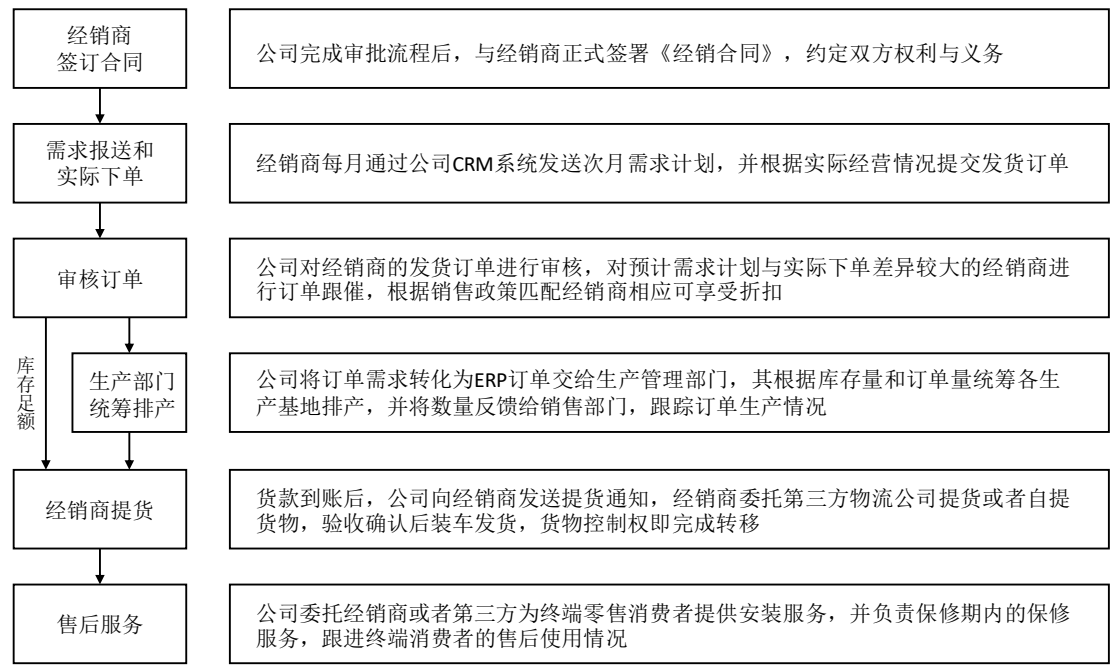 经销商
签订合同
公司完成审批流程后，与经销商正式签署《经销合同》，约定双方权利与义务
需求报送和
实际下单
经销商每月通过公司CRM系统发送次月需求计划，并根据实际经营情况提交发货订单
审核订单
公司对经销商的发货订单进行审核，对预计需求计划与实际下单差异较大的经销商进
行订单跟催，根据销售政策匹配经销商相应可享受折扣
库存足额
生产部门
统筹排产
公司将订单需求转化为ERP订单交给生产管理部门，其根据库存量和订单量统筹各生
产基地排产，并将数量反馈给销售部门，跟踪订单生产情况
经销商提货
货款到账后，公司向经销商发送提货通知，经销商委托第三方物流公司提货或者自提
货物，验收确认后装车发货，货物控制权即完成转移
售后服务
公司委托经销商或者第三方为终端零售消费者提供安装服务，并负责保修期内的保修
服务，跟进终端消费者的售后使用情况